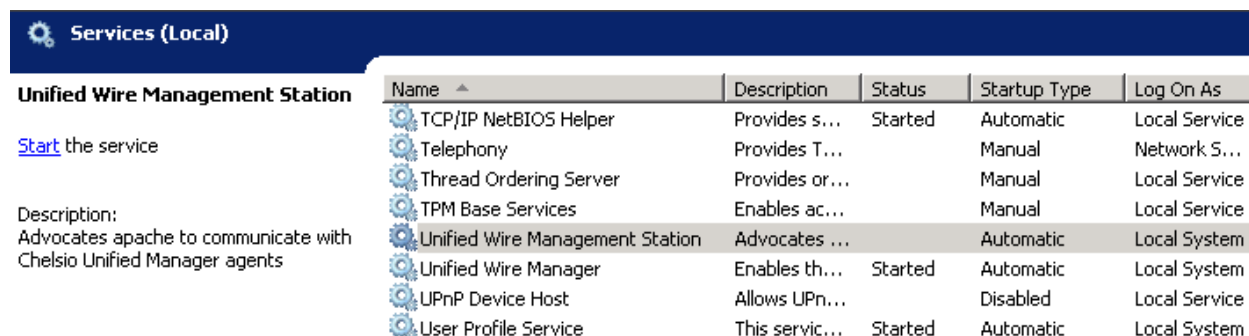 Services (Local)
Unified Wire Management Station
Start the service
Description:
Advocates apache to communicate with
Chelsio Unified Manager agents
Name Description Status Startup Type Log On As
TCP/IP NetBIOS Helper Provides s... Started Automatic Local Service
Telephony Provides T... Manual Network S...
Thread Ordering Server Provides or... Manual Local Service
TPM Base Services Enables ac... Manual Local Service
Unified Wire Management Station Advocates ... Automatic Local System
Unified Wire Manager Enables th... Started Automatic Local System
UPnP Device Host Allows UPn... Disabled Local Service
User Profile Service This servic... Started Automatic Local System